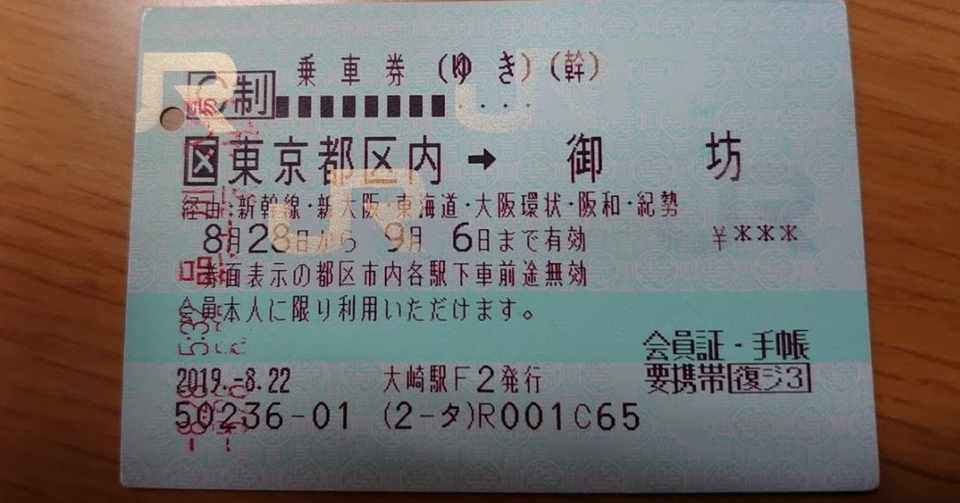 乗車券(ゆき)(幹)
C制
区東京都区内→御坊
経由:新幹線・新大阪・東海道・大阪環状・阪和・紀勢
8月28日から 9月 6日まで有効 ¥***
券面表示の都区市内各駅下車前途無効
会員本人に限り利用いただけます。
会員証・手帳
要携帯 復ジ3
2019.-8.22 大崎駅F2発行
50236-01 (2-タ)R001C65
JR
JR